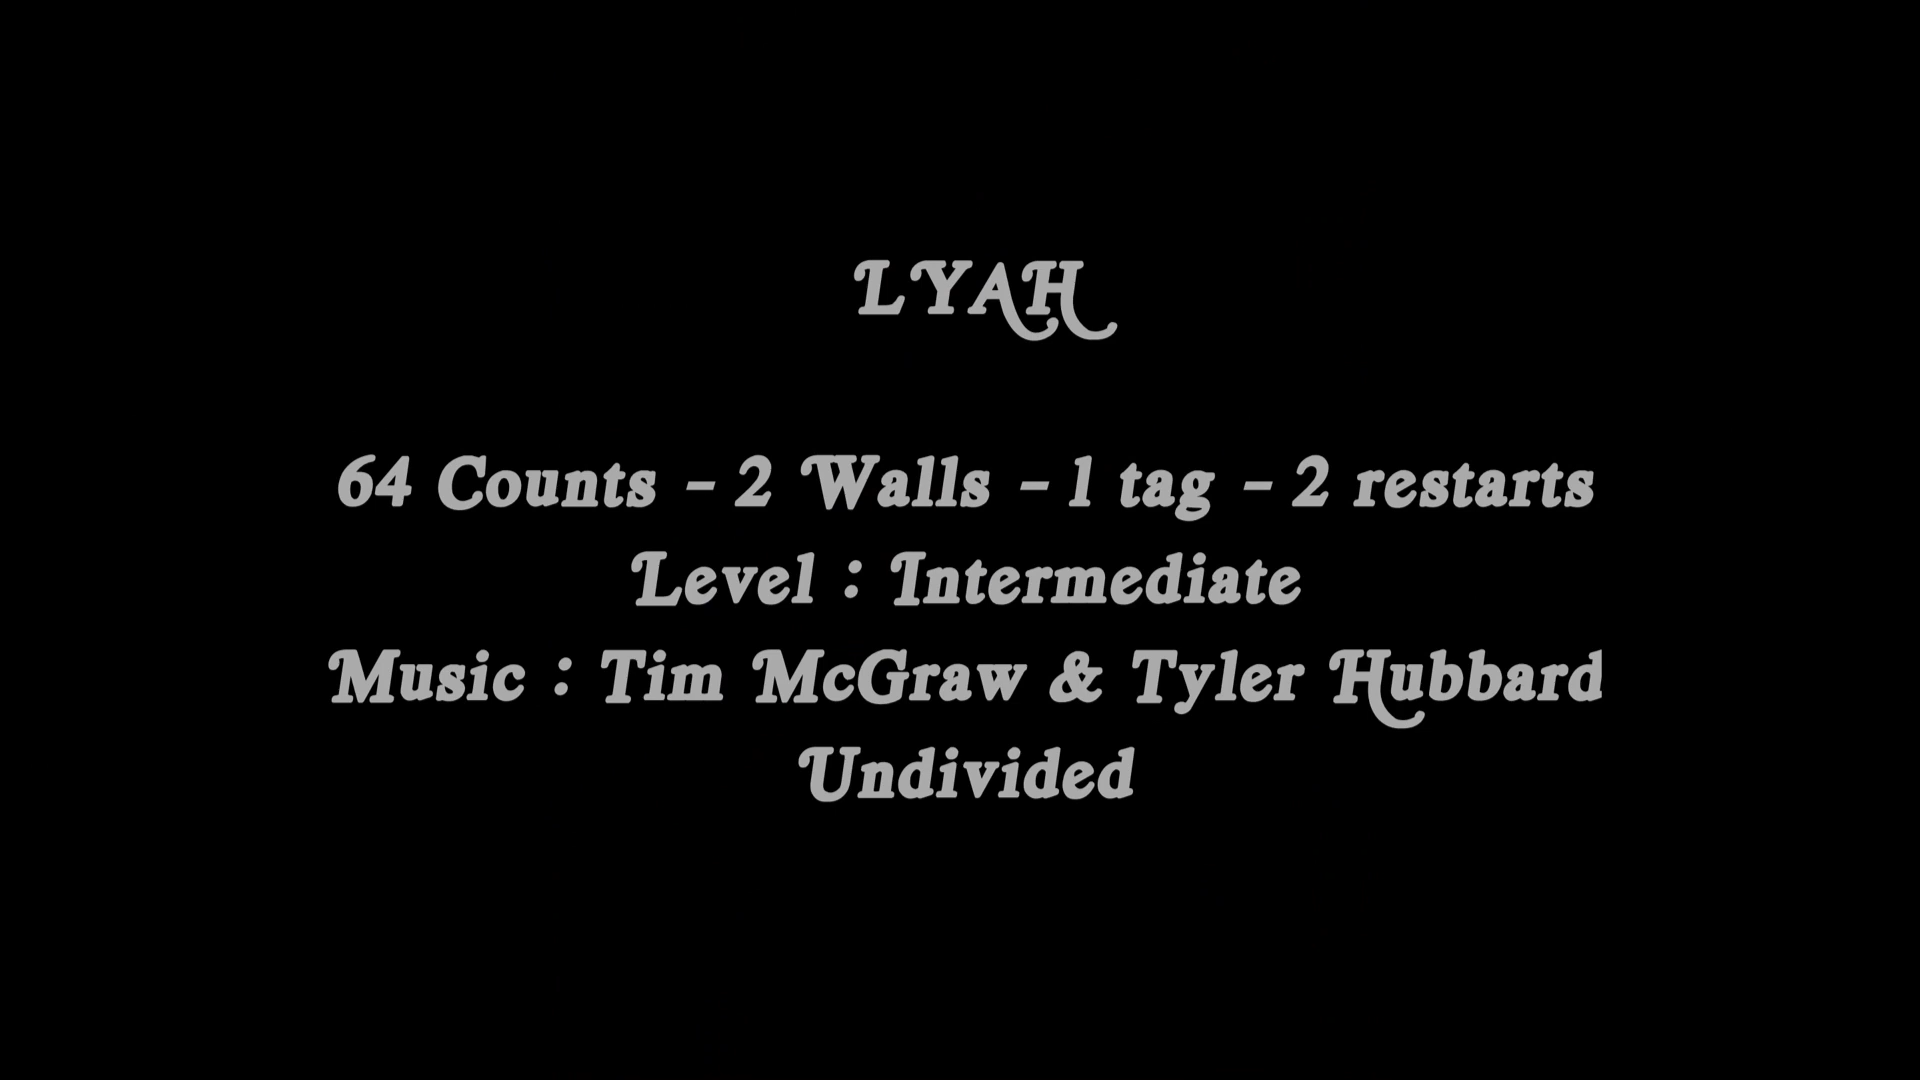 LYAH
64 Counts - 2 Walls - 1 tag - 2 restarts
Level : Intermediate
Music : Tim McGraw & Tyler Hubbard
Undivided